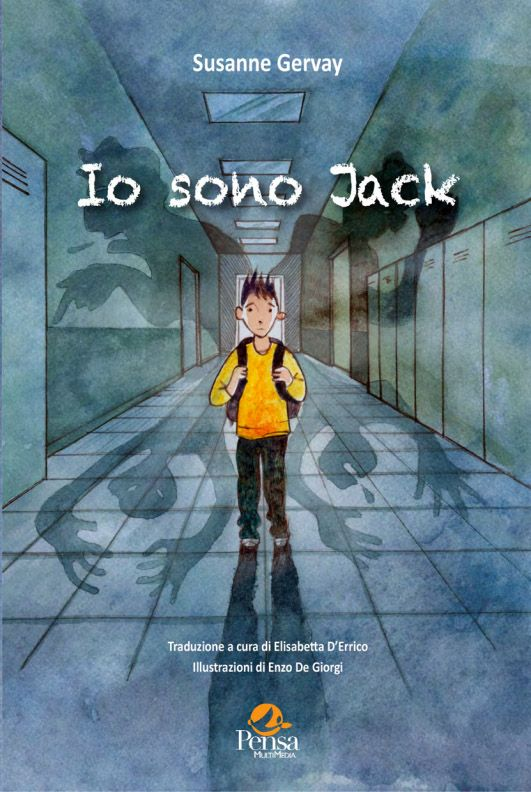 Susanne Gervay
Io sono Jack
Traduzione a cura di Elisabetta D'Errico
Illustrazioni di Enzo De Giorgi
Pensa
MultiMedia